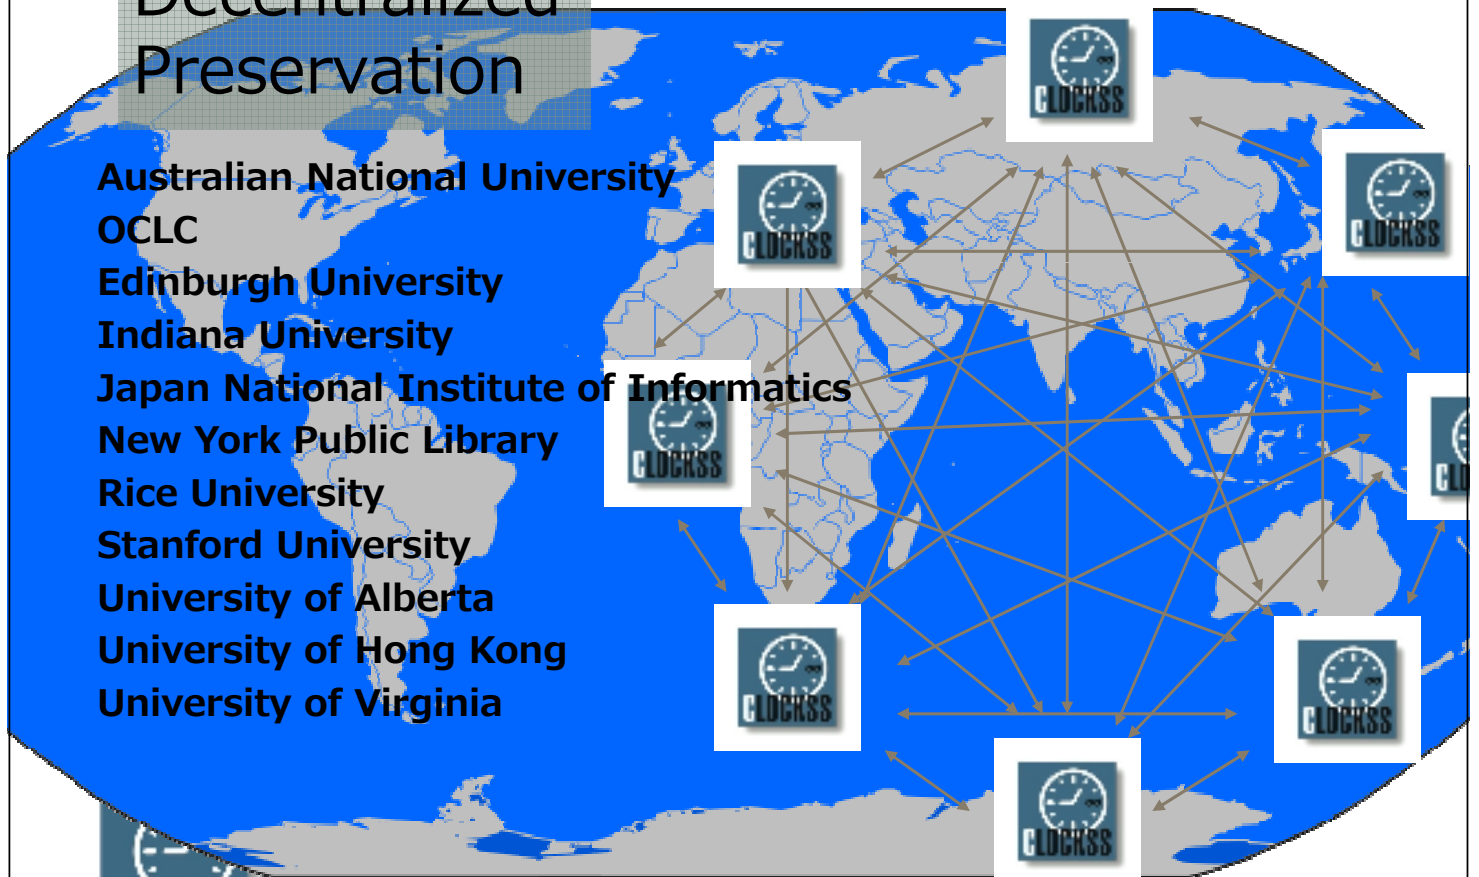 Decentralized
Preservation
CLOCKSS
CLOCKSS
CLOCKSS
Australian National University
OCLC
Edinburgh University
Indiana University
Japan National Institute of Informatics
New York Public Library
Rice University
Stanford University
University of Alberta
University of Hong Kong
University of Virginia
CLOCKSS
CLOCKSS
CLOCKSS
CLOCKSS